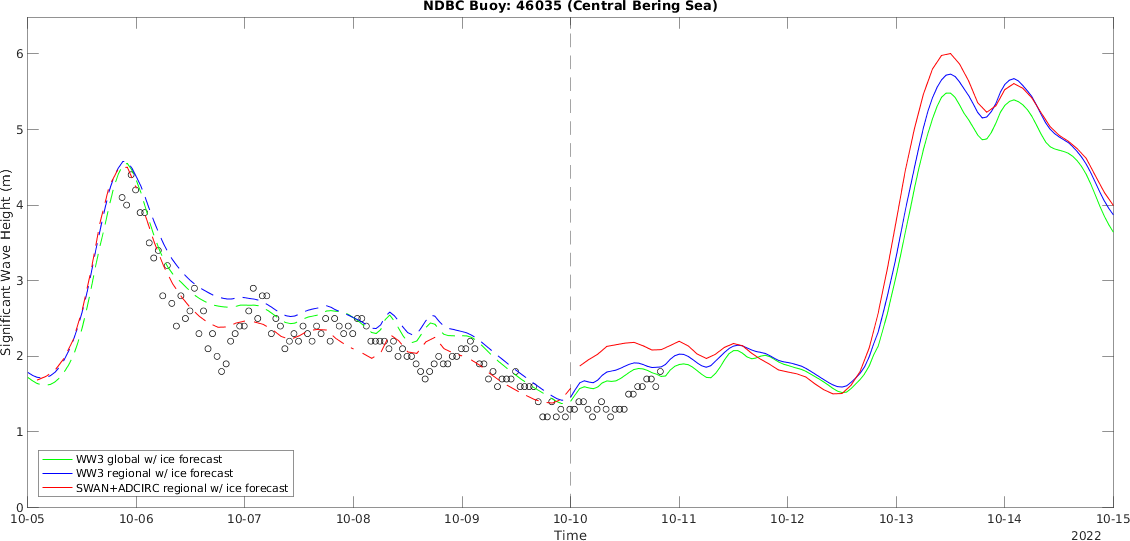 NDBC Buoy: 46035 (Central Bering Sea)
Significant Wave Height (m)
6
5
4
3
2
1
0
WW3 global w/ ice forecast
WW3 regional w/ ice forecast
SWAN+ADCIRC regional w/ ice forecast
10-05 10-06 10-07 10-08 10-09 10-10 10-11 10-12 10-13 10-14 10-15
Time
2022